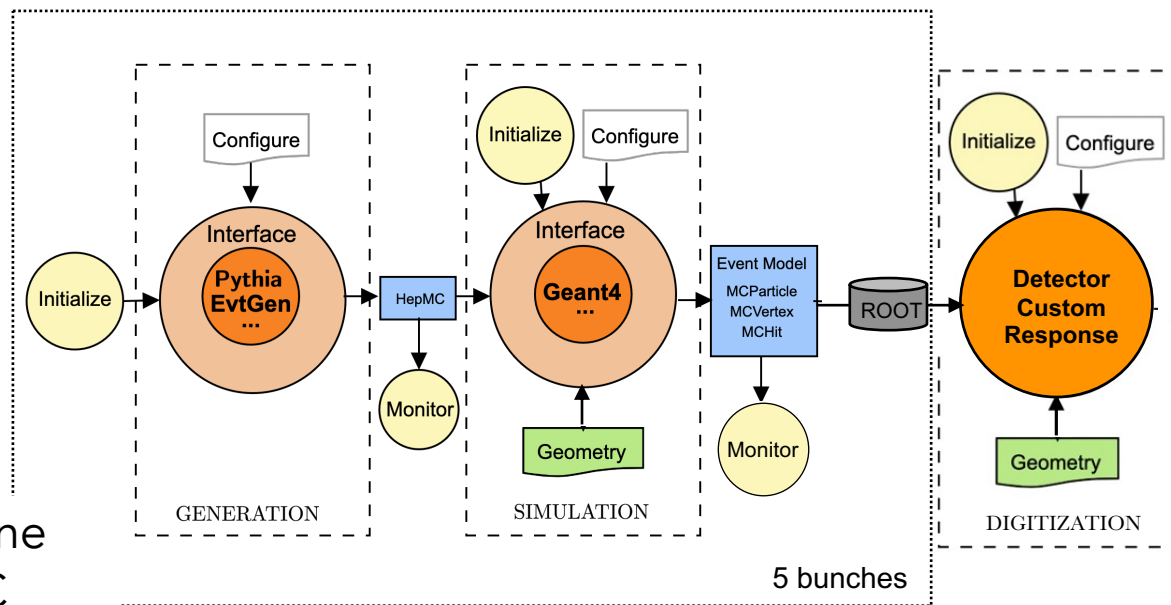 Initialize
Configure
Interface
Pythia
EvtGen
...
GENERATION
HepMC
Monitor
Initialize
Configure
Interface
Geant4
...
Geometry
SIMULATION
Event Model
MCParticle
MCVertex
MCHit
Monitor
ROOT
Initialize
Configure
Detector
Custom
Response
Geometry
DIGITIZATION
5 bunches